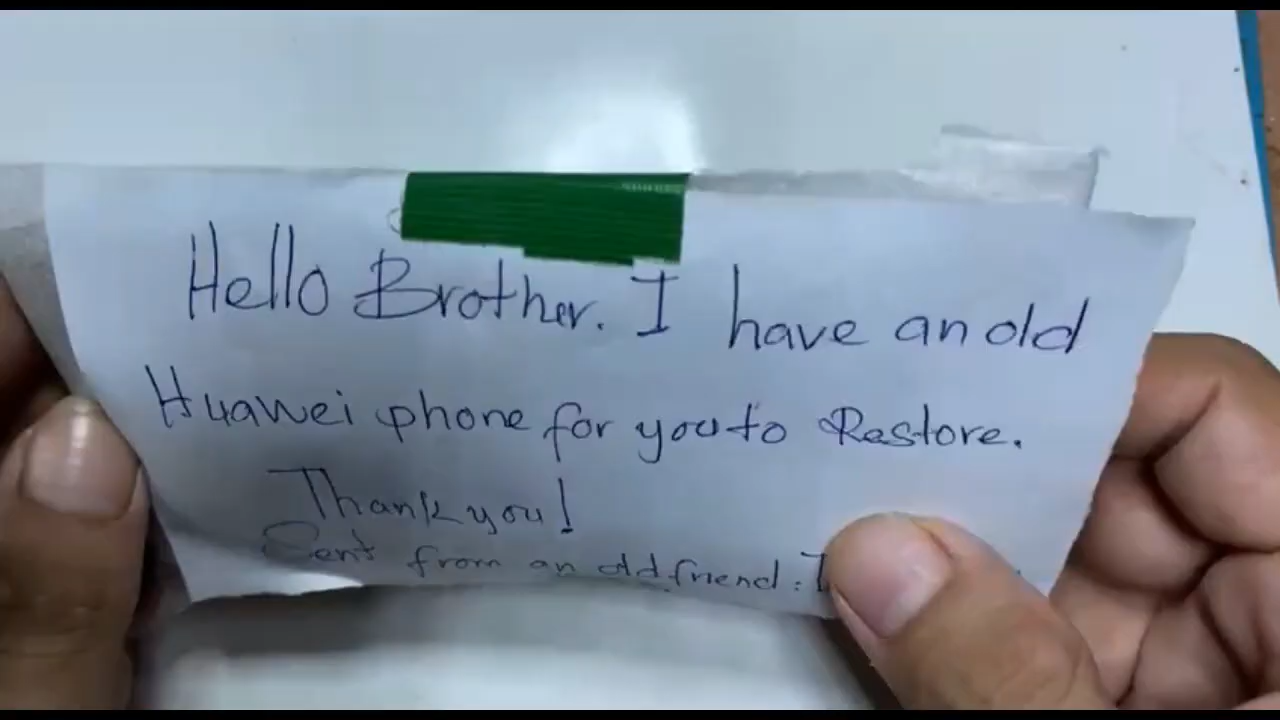 Hello Brother. I have an old
Huawei phone for you to Restore.
Thank you!
Sent from an old friend: